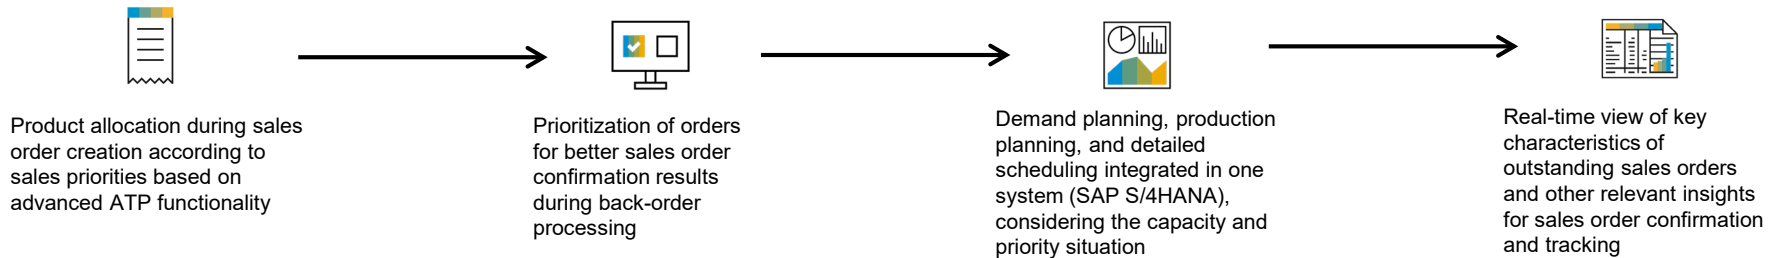 Product allocation during sales
order creation according to
sales priorities based on
advanced ATP functionality
Prioritization of orders
for better sales order
confirmation results
during back-order
processing
Demand planning, production
planning, and detailed
scheduling integrated in one
system (SAP S/4HANA),
considering the capacity and
priority situation
Real-time view of key
characteristics of
outstanding sales orders
and other relevant insights
for sales order confirmation
and tracking